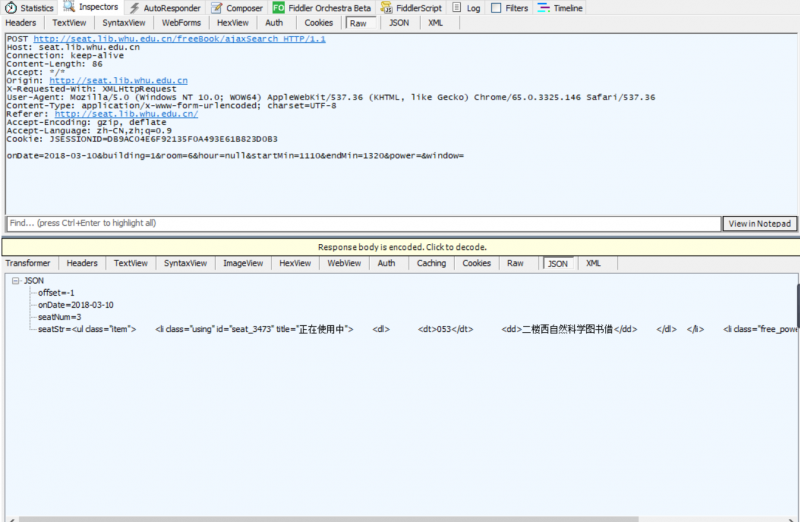 Statistics Inspectors AutoResponder Composer FO Fiddler Orchestra Beta FiddlerScript Log Filters Timeline
Headers TextView SyntaxView WebForms HexView Auth Cookies Raw JSON XML
POST http://seat.lib.whu.edu.cn/freeBook/ajaxSearch HTTP/1.1
Host: seat.lib.whu.edu.cn
Connection: keep-alive
Content-Length: 86
Accept: */*
Origin: http://seat.lib.whu.edu.cn
X-Requested-With: XMLHttpRequest
User-Agent: Mozilla/5.0 (Windows NT 10.0; WOW64) AppleWebKit/537.36 (KHTML, like Gecko) Chrome/65.0.3325.146 Safari/537.36
Content-Type: application/x-www-form-urlencoded; charset=UTF-8
Referer: http://seat.lib.whu.edu.cn/
Accept-Encoding: gzip, deflate
Accept-Language: zh-CN,zh;q=0.9
Cookie: JSESSIONID=DB9AC04E6F92135F0A493E61B823D0B3
onDate=2018-03-10&building=1&room=6&hour=null&startMin=1110&endMin=1320&power=&window=
Find... (press Ctrl+Enter to highlight all) View in Notepad
Response body is encoded. Click to decode.
Transformer Headers TextView SyntaxView ImageView HexView WebView Auth Caching Cookies Raw JSON XML
JSON
offset=-1
onDate=2018-03-10
seatNum=3
seatStr=<ul class="item"> <li class="using" id="seat_3473" title="正在使用中"> <dl> <dt>053</dt> <dd>二楼西自然科学图书借</dd> </dl> </li> <li class="free_pow